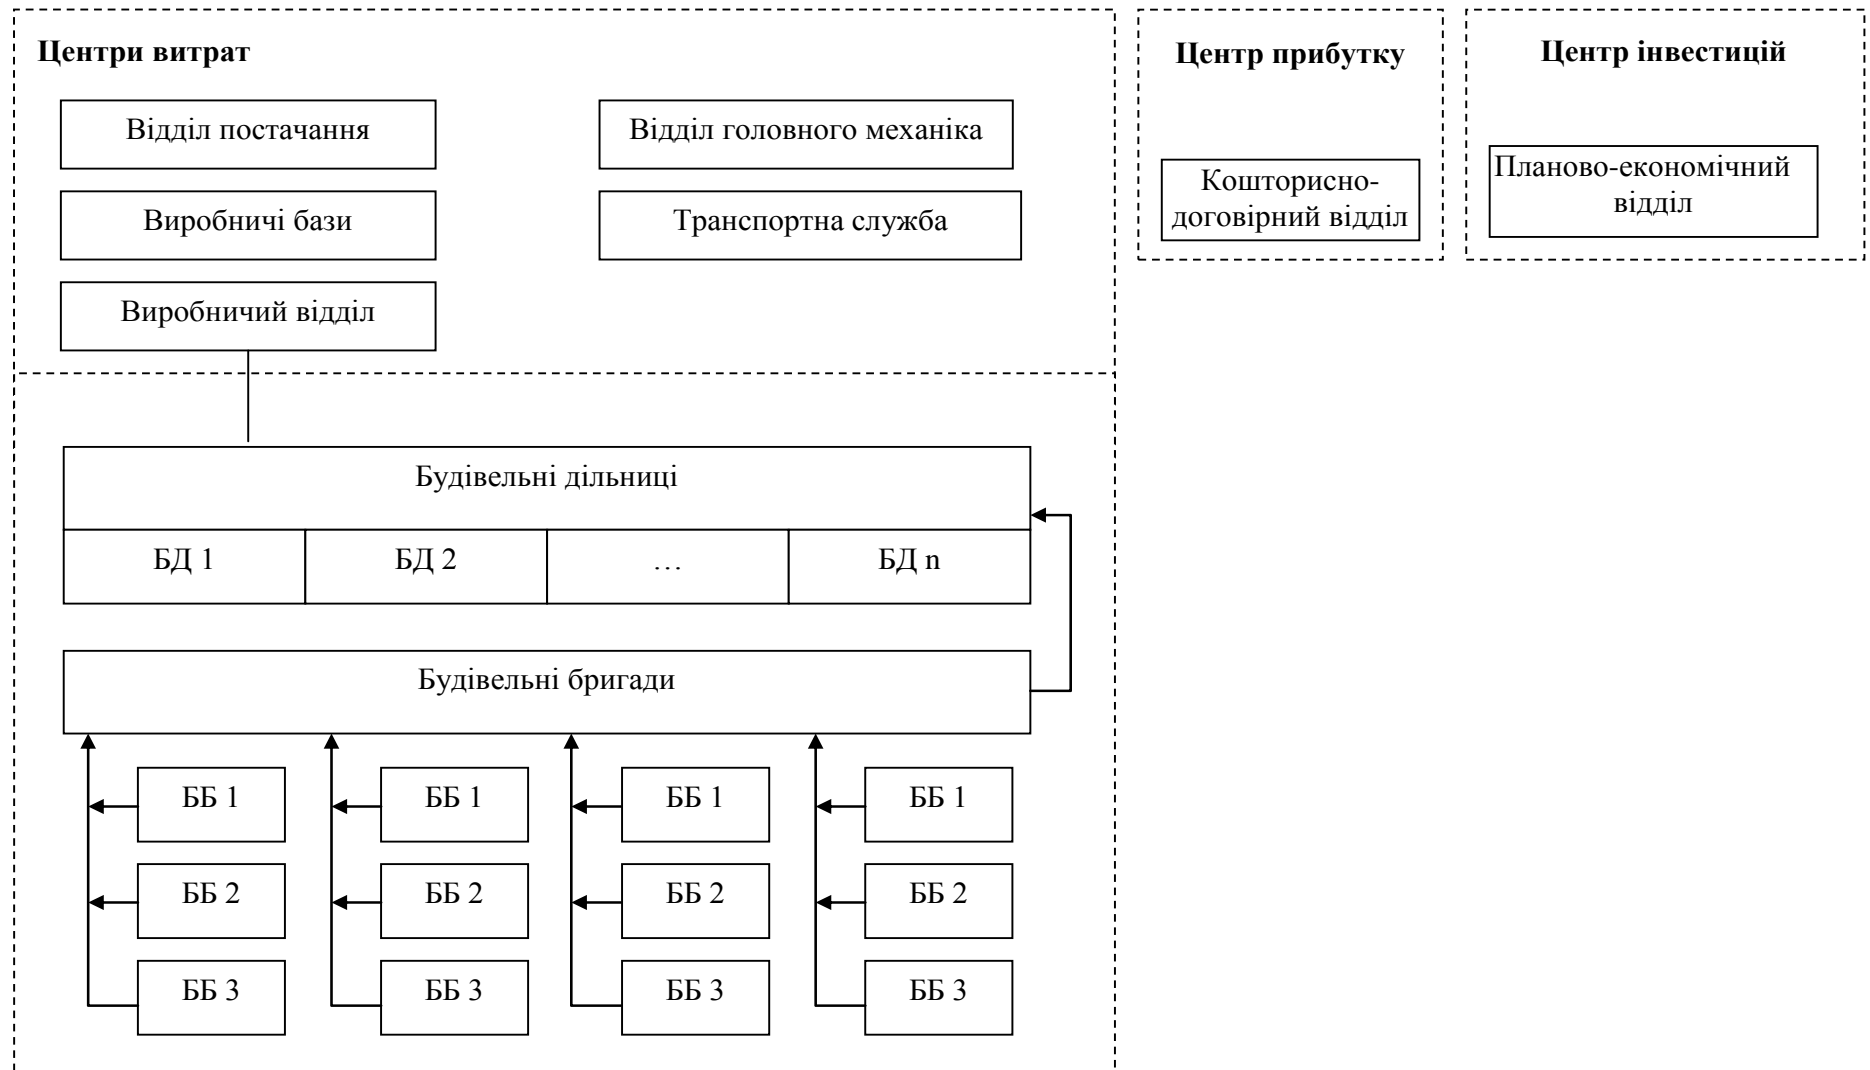 Центри витрат
Центр прибутку
Центр інвестицій
Відділ постачання
Відділ головного механіка
Виробничі бази
Транспортна служба
Виробничий відділ
Кошторисно-
договірний відділ
Планово-економічний
відділ
Будівельні дільниці
БД 1
БД 2
…
БД n
Будівельні бригади
ББ 1
ББ 1
ББ 1
ББ 1
ББ 2
ББ 2
ББ 2
ББ 2
ББ 3
ББ 3
ББ 3
ББ 3